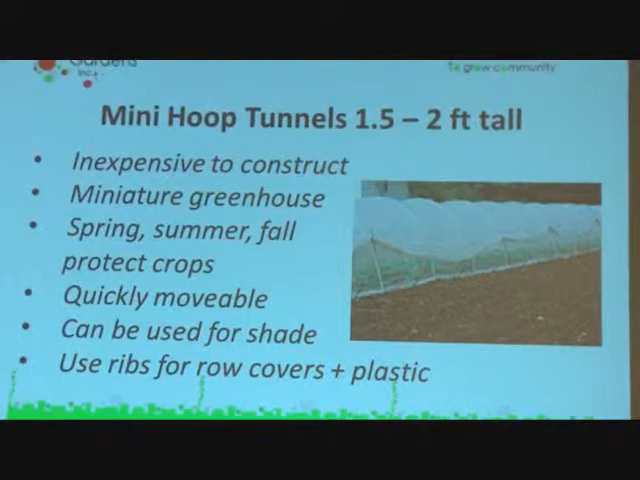 Gardens
Inc.
To grow community
Mini Hoop Tunnels 1.5 – 2 ft tall
• Inexpensive to construct
• Miniature greenhouse
• Spring, summer, fall
protect crops
• Quickly moveable
• Can be used for shade
• Use ribs for row covers + plastic